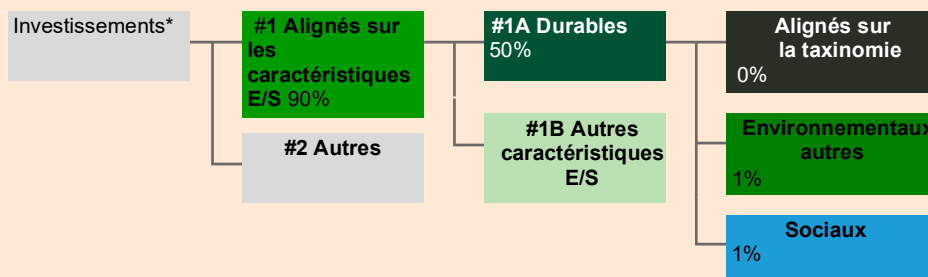 Investissements*
#1 Alignés sur
les
caractéristiques
E/S 90%
#2 Autres
#1A Durables
50%
#1B Autres
caractéristiques
E/S
Alignés sur
la taxinomie
0%
Environnementaux
autres
1%
Sociaux
1%